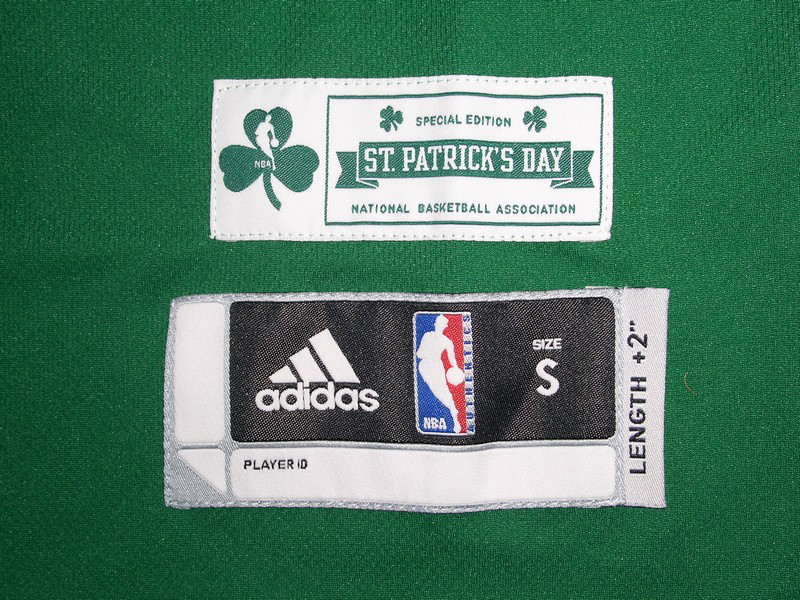 NBA
SPECIAL EDITION
ST. PATRICK'S DAY
NATIONAL BASKETBALL ASSOCIATION
adidas
NBA
AUTHENTICS
SIZE
S
LENGTH +2"
PLAYER ID